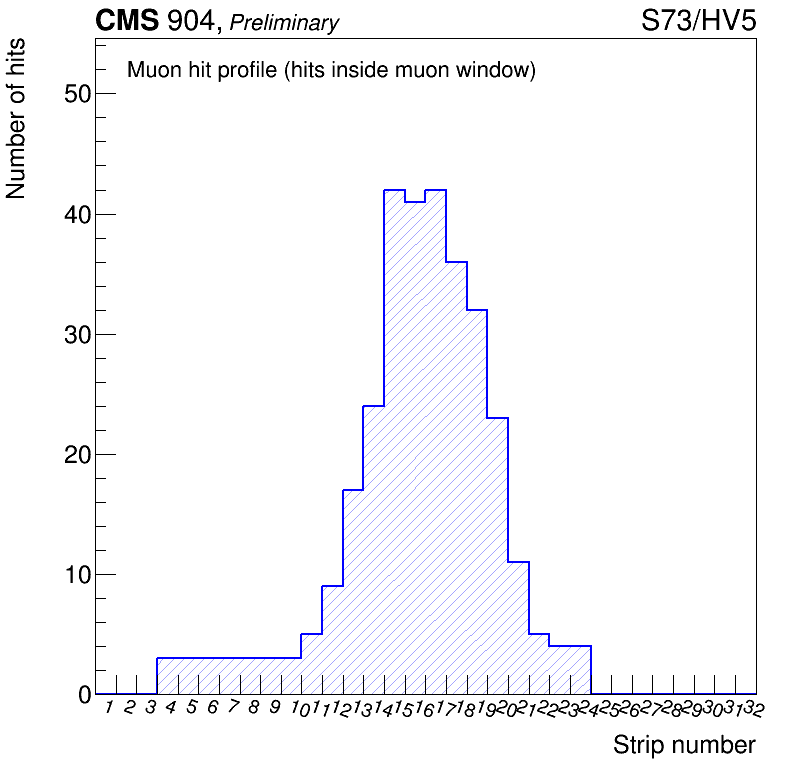 CMS 904, Preliminary S73/HV5
Number of hits
Muon hit profile (hits inside muon window)
50
40
30
20
10
0
1 2 3 4 5 6 7 8 9 10 11 12 13 14 15 16 17 18 19 20 21 22 23 24 25 26 27 28 29 30 31 32
Strip number